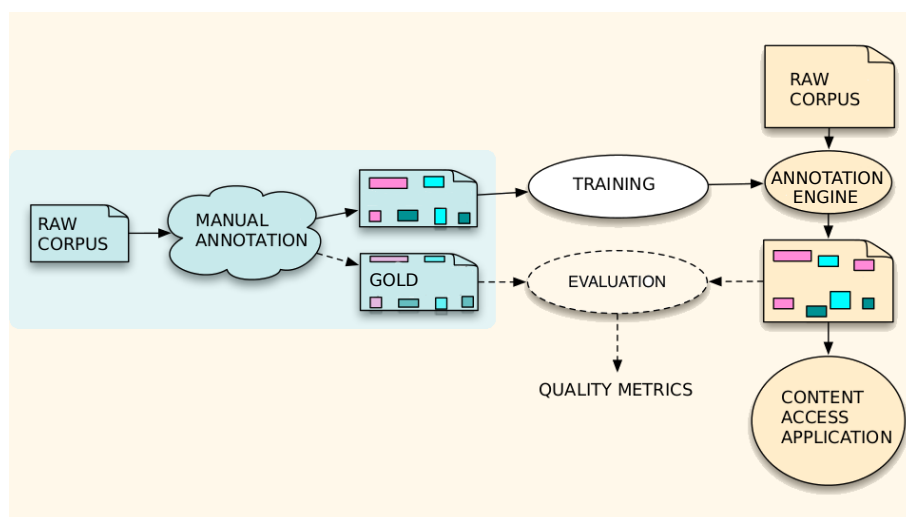 RAW
CORPUS
MANUAL
ANNOTATION
GOLD
TRAINING
EVALUATION
QUALITY METRICS
RAW
CORPUS
ANNOTATION
ENGINE
CONTENT
ACCESS
APPLICATION